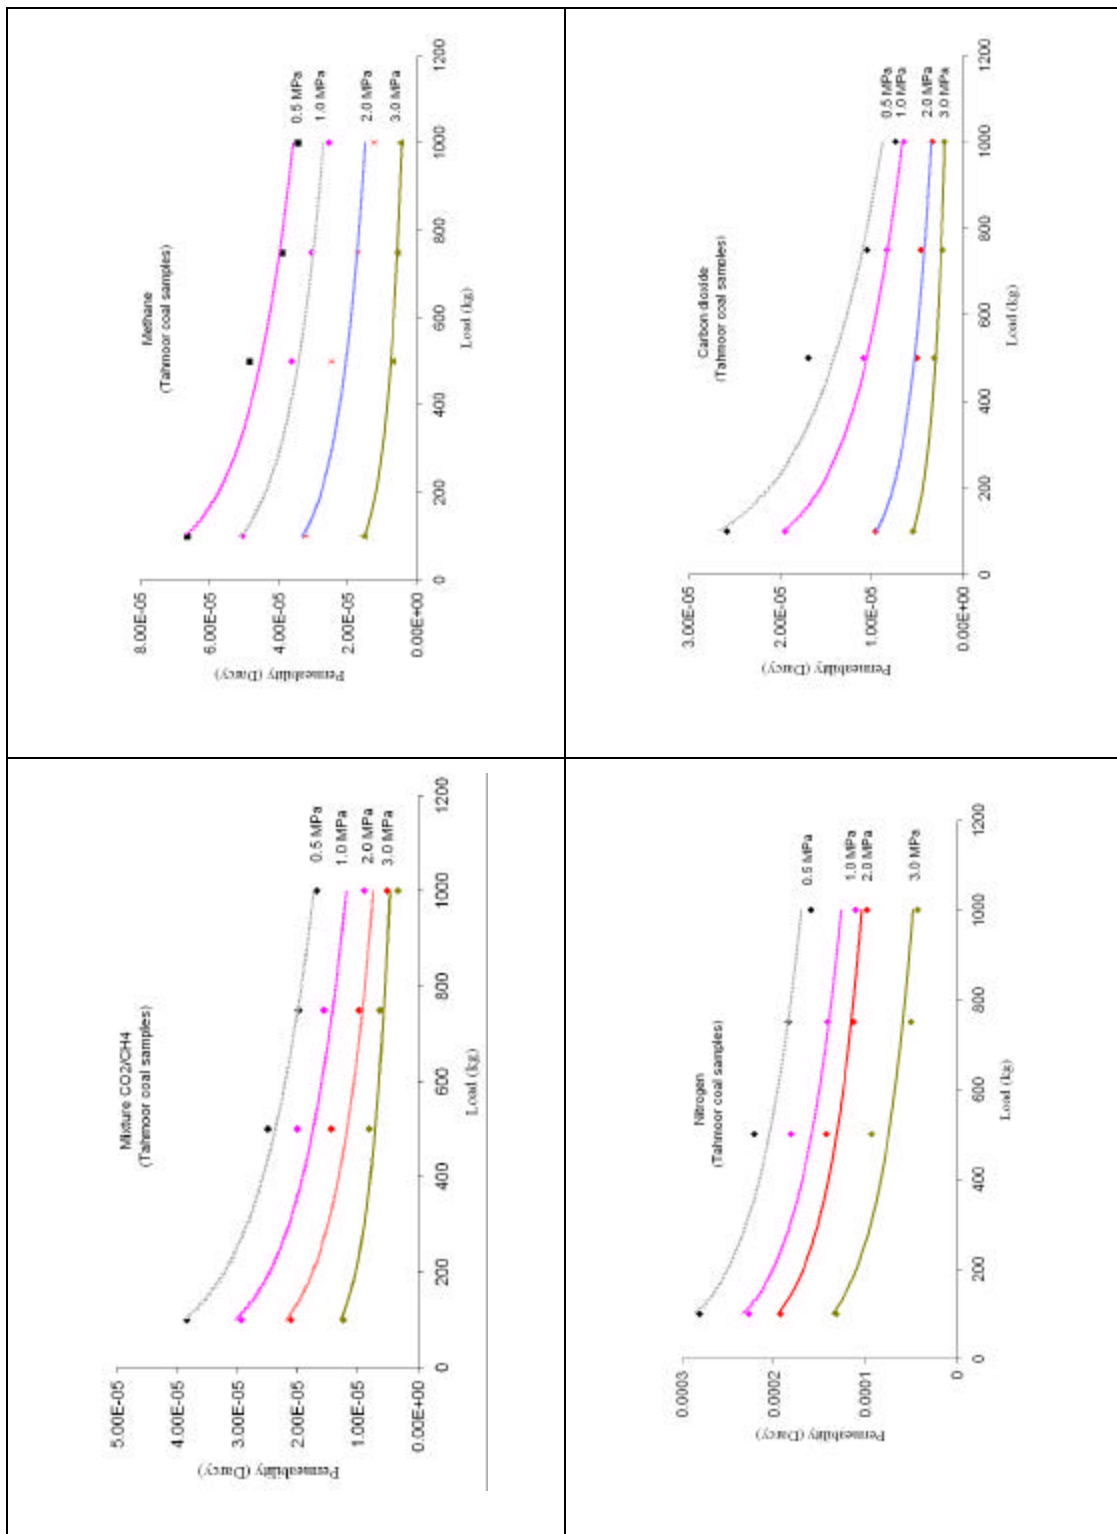 Methane
(Tahmoor coal samples)
8.00E-05
6.00E-05
4.00E-05
2.00E-05
0.00E+00
Permeability (Darcy)
0
200
400
600
800
1000
1200
Load (kg)
0.5 MPa
1.0 MPa
2.0 MPa
3.0 MPa
Carbon dioxide
(Tahmoor coal samples)
3.00E-05
2.00E-05
1.00E-05
0.00E+00
Permeability (Darcy)
0
200
400
600
800
1000
1200
Load (kg)
0.5 MPa
1.0 MPa
2.0 MPa
3.0 MPa
Mixture CO2/CH4
(Tahmoor coal samples)
5.00E-05
4.00E-05
3.00E-05
2.00E-05
1.00E-05
0.00E+00
Permeability (Darcy)
0
200
400
600
800
1000
1200
Load (kg)
0.5 MPa
1.0 MPa
2.0 MPa
3.0 MPa
Nitrogen
(Tahmoor coal samples)
0.0003
0.0002
0.0001
0
Permeability (Darcy)
0
200
400
600
800
1000
1200
Load (kg)
0.5 MPa
1.0 MPa
2.0 MPa
3.0 MPa